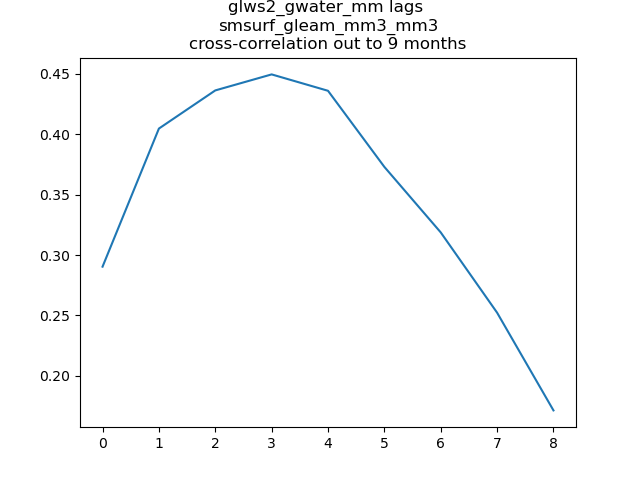 glws2_gwater_mm lags
smsurf_gleam_mm3_mm3
cross-correlation out to 9 months
0.45
0.40
0.35
0.30
0.25
0.20
0 1 2 3 4 5 6 7 8